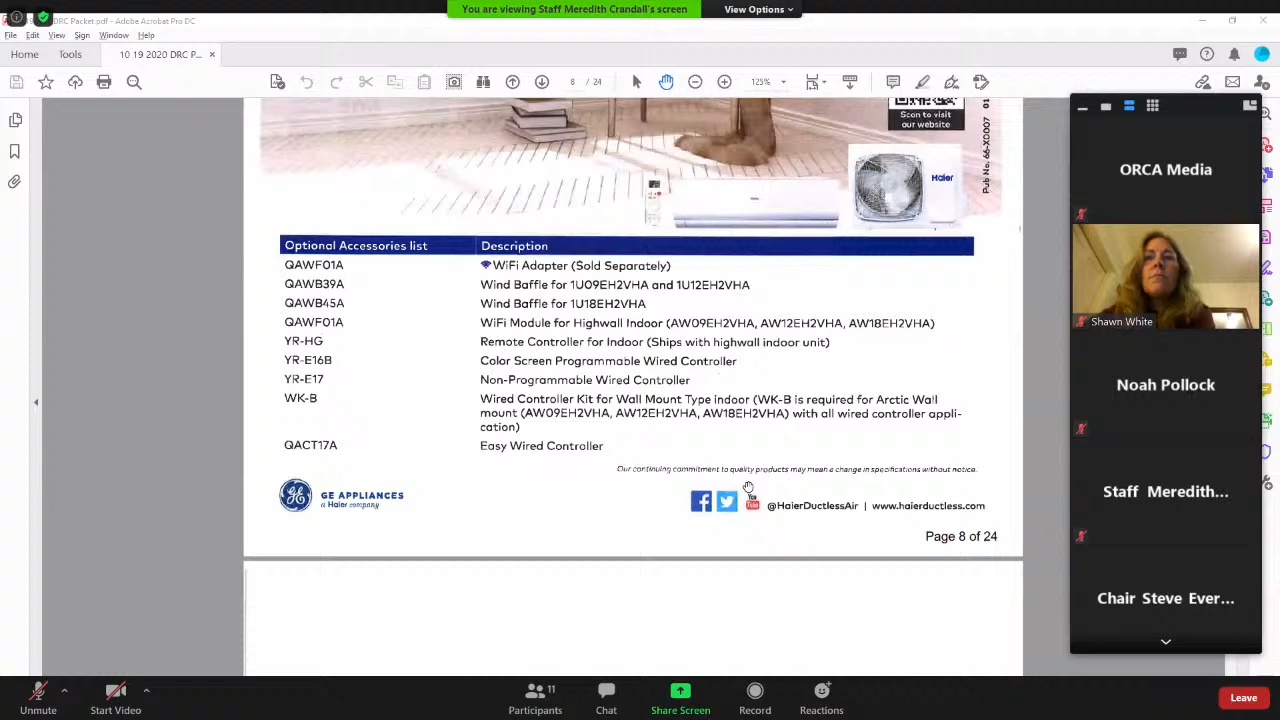 You are viewing Staff Meredith Crandall's screen
View Options
DRC Packet.pdf - Adobe Acrobat Pro DC
File Edit View Sign Window Help
Home Tools 10 19 2020 DRC P... ×
8 / 24 125%
Scan to visit
our website
Pub No. 66-XD007 01
Haier
Optional Accessories list Description
QAWF01A WiFi Adapter (Sold Separately)
QAWB39A Wind Baffle for 1U09EH2VHA and 1U12EH2VHA
QAWB45A Wind Baffle for 1U18EH2VHA
QAWF01A WiFi Module for Highwall Indoor (AW09EH2VHA, AW12EH2VHA, AW18EH2VHA)
YR-HG Remote Controller for Indoor (Ships with highwall indoor unit)
YR-E16B Color Screen Programmable Wired Controller
YR-E17 Non-Programmable Wired Controller
WK-B Wired Controller Kit for Wall Mount Type indoor (WK-B is required for Arctic Wall
mount (AW09EH2VHA, AW12EH2VHA, AW18EH2VHA) with all wired controller appli-
cation)
QACT17A Easy Wired Controller
Our continuing commitment to quality products may mean a change in specifications without notice.
GE APPLIANCES
a Haier company
You
Tube
@HaierDuctlessAir | www.haierductless.com
Page 8 of 24
ORCA Media
Shawn White
Noah Pollock
Staff Meredith...
Chair Steve Ever...
Unmute
Start Video
Participants 11
Chat
Share Screen
Record
Reactions
Leave